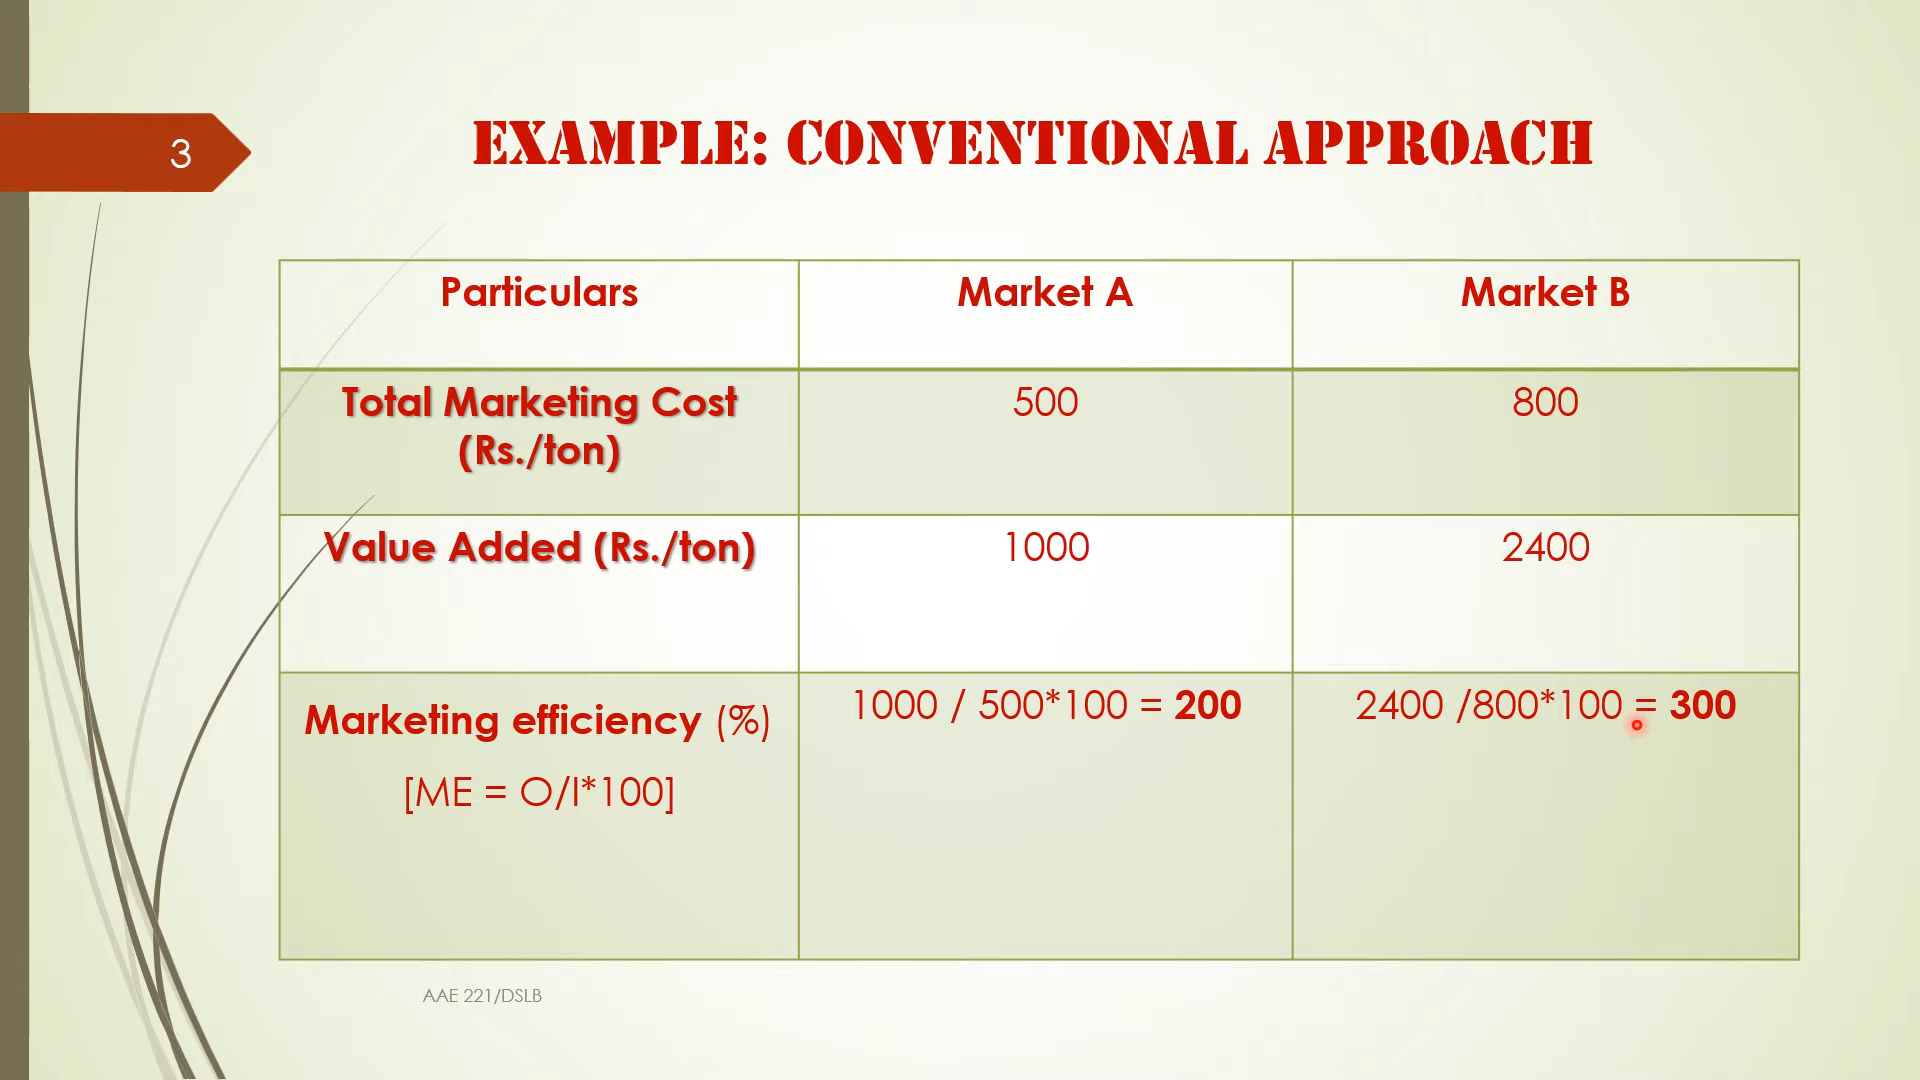 3
EXAMPLE: CONVENTIONAL APPROACH
Particulars
Market A
Market B
Total Marketing Cost
(Rs./ton)
500
800
Value Added (Rs./ton)
1000
2400
Marketing efficiency (%)
[ME = O/I*100]
1000 / 500*100 = 200
2400 /800*100 = 300
AAE 221/DSLB